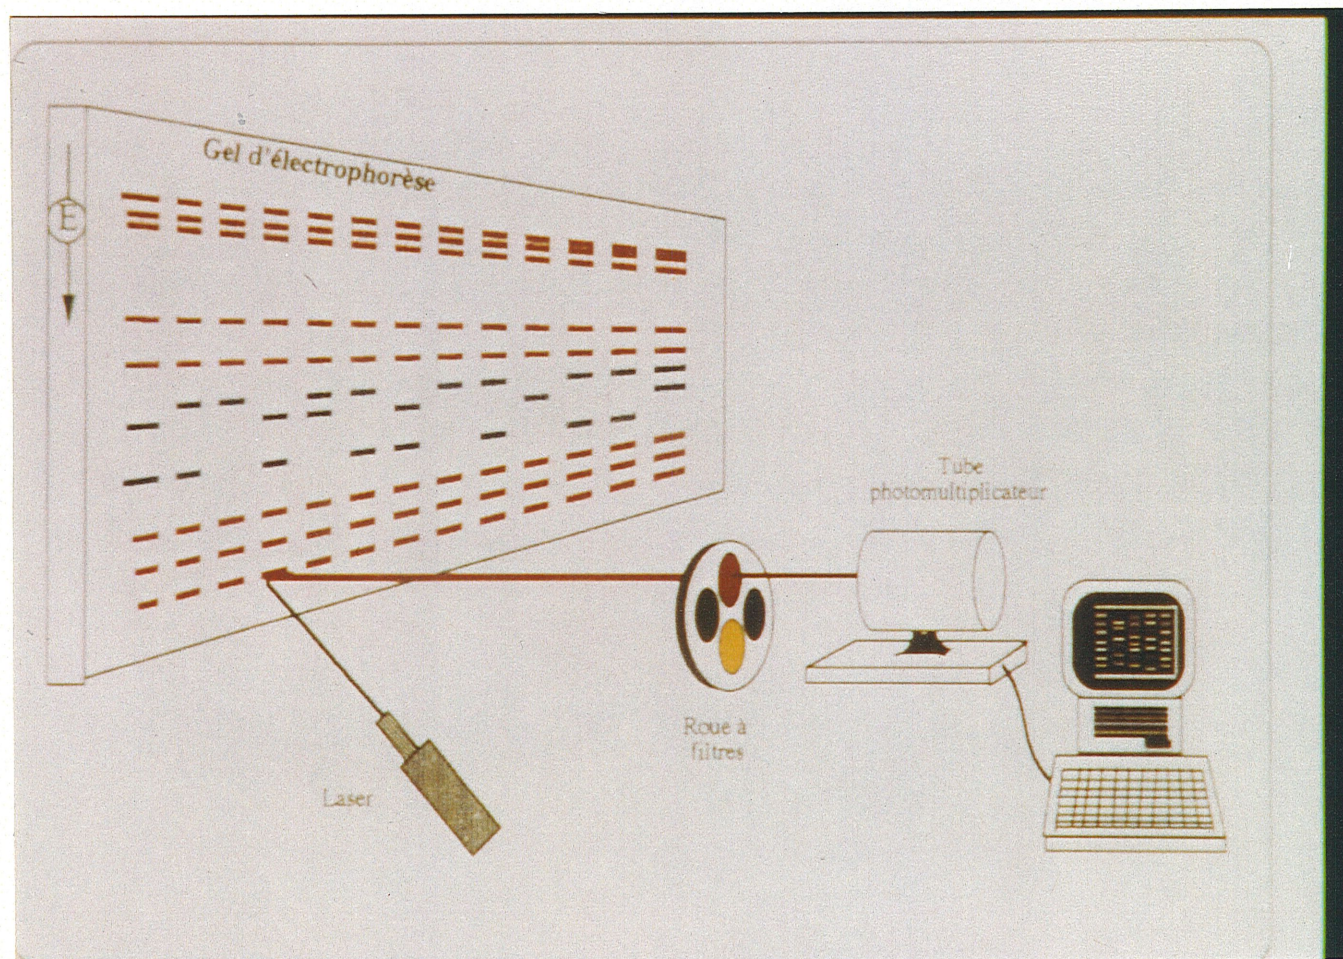 Gel d'électrophorèse
E
Tube
photomultiplicateur
Roue à
filtres
Laser